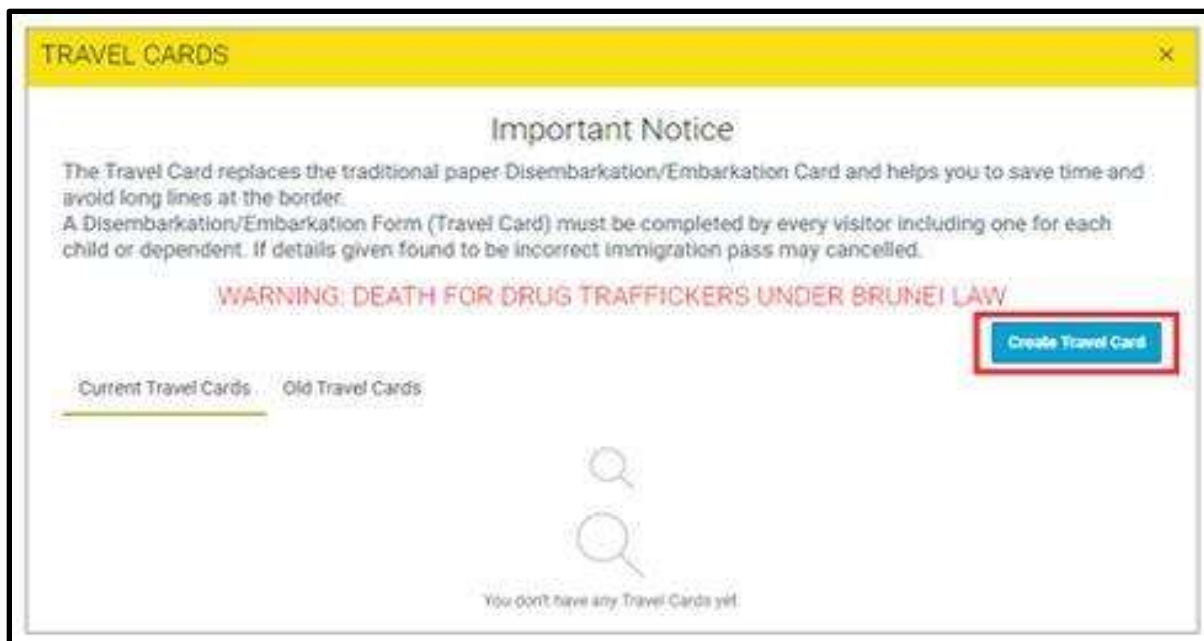 TRAVEL CARDS ×
Important Notice
The Travel Card replaces the traditional paper Disembarkation/Embarkation Card and helps you to save time and
avoid long lines at the border.
A Disembarkation/Embarkation Form (Travel Card) must be completed by every visitor including one for each
child or dependent. If details given found to be incorrect immigration pass may cancelled.
WARNING: DEATH FOR DRUG TRAFFICKERS UNDER BRUNEI LAW
Create Travel Card
Current Travel Cards Old Travel Cards
You don't have any Travel Cards yet